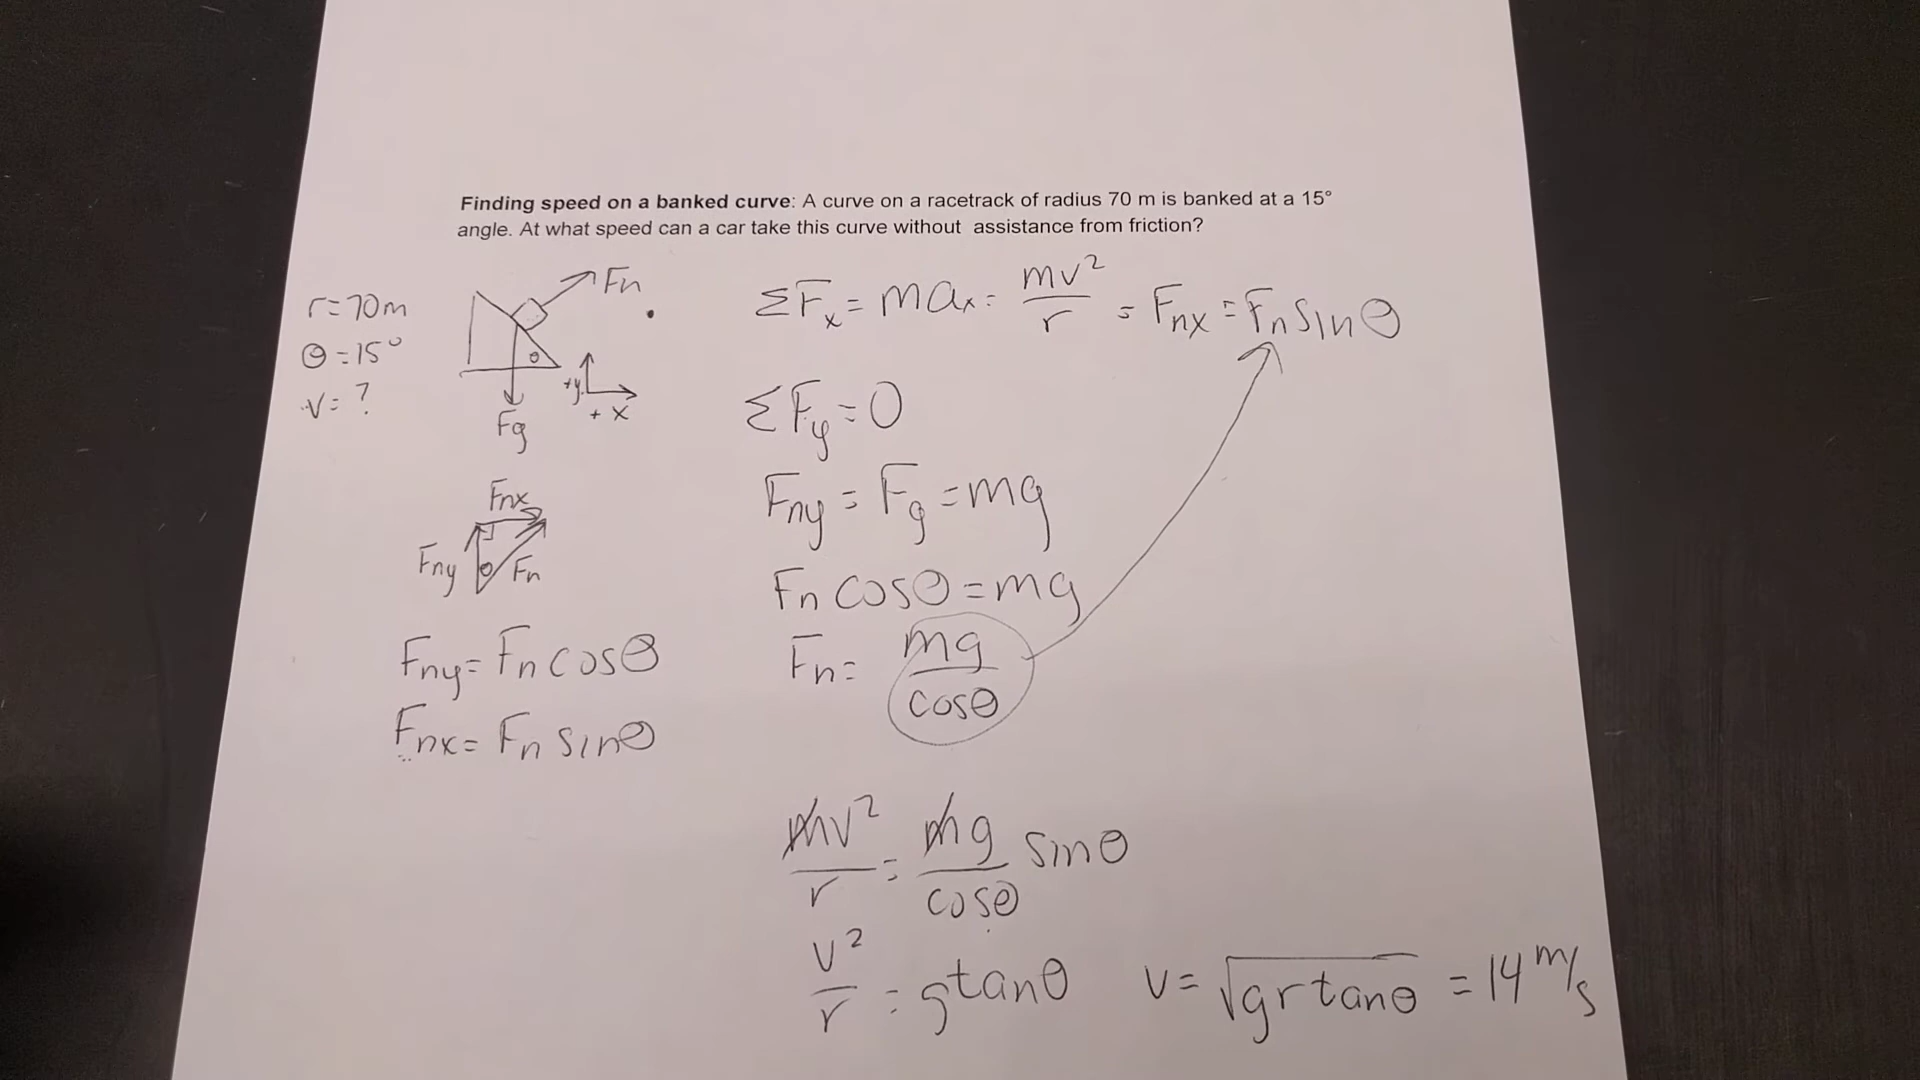 Finding speed on a banked curve: A curve on a racetrack of radius 70 m is banked at a 15°
angle. At what speed can a car take this curve without assistance from friction?
r=70m
θ=15°
v=?
Fn
θ
Fg
+y
+x
Fnx
Fny
θ
Fn
Fny=Fn cosθ
Fnx=Fn sinθ
ΣFx=max=mv²/r=Fnx=Fn sinθ
ΣFy=0
Fny=Fg=mg
Fn cosθ=mg
Fn=mg/cosθ
mv²/r=mg/cosθ sinθ
v²/r=g tanθ
v=√grtanθ=14 m/s